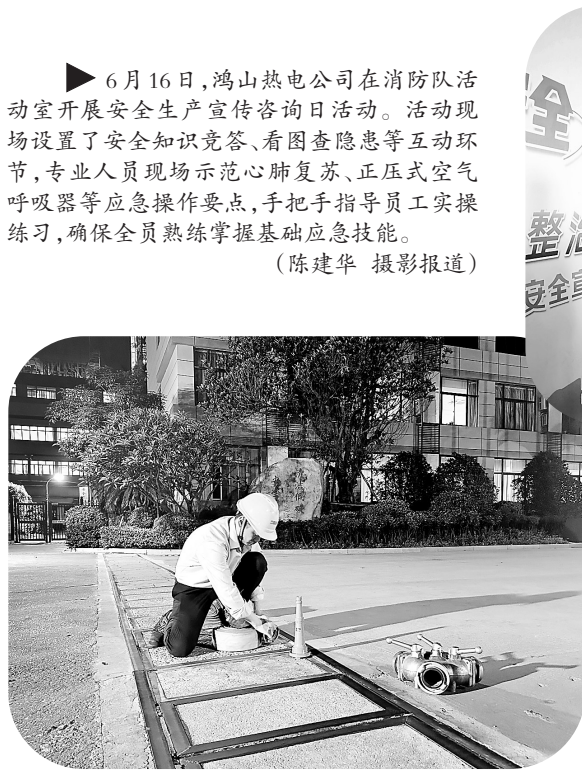 ▶ 6月16日,鸿山热电公司在消防队活
动室开展安全生产宣传咨询日活动。活动现
场设置了安全知识竞答、看图查隐患等互动环
节,专业人员现场示范心肺复苏、正压式空气
呼吸器等应急操作要点,手把手指导员工实操
练习,确保全员熟练掌握基础应急技能。
(陈建华 摄影报道)
全
整治
安全宣